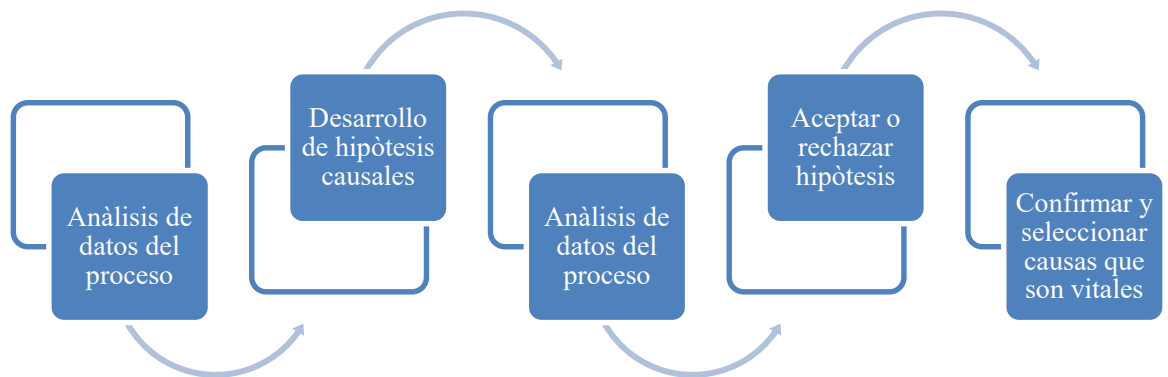 Anàlisis de
datos del
proceso
Desarrollo
de hipòtesis
causales
Anàlisis de
datos del
proceso
Aceptar o
rechazar
hipòtesis
Confirmar y
seleccionar
causas que
son vitales